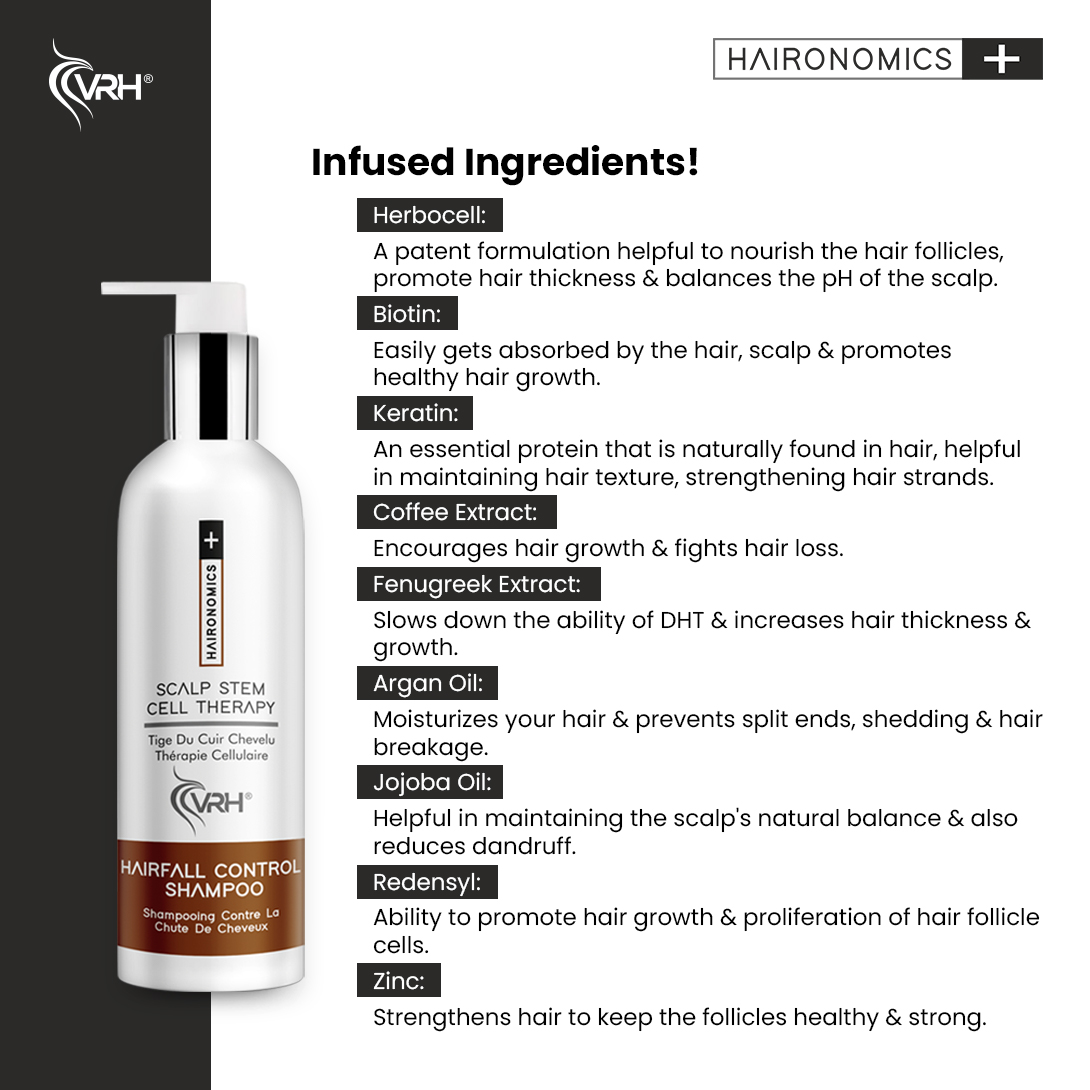 VRH®
HAIRONOMICS +
Infused Ingredients!
Herbocell:
A patent formulation helpful to nourish the hair follicles,
promote hair thickness & balances the pH of the scalp.
Biotin:
Easily gets absorbed by the hair, scalp & promotes
healthy hair growth.
Keratin:
An essential protein that is naturally found in hair, helpful
in maintaining hair texture, strengthening hair strands.
Coffee Extract:
Encourages hair growth & fights hair loss.
Fenugreek Extract:
Slows down the ability of DHT & increases hair thickness &
growth.
Argan Oil:
Moisturizes your hair & prevents split ends, shedding & hair
breakage.
Jojoba Oil:
Helpful in maintaining the scalp's natural balance & also
reduces dandruff.
Redensyl:
Ability to promote hair growth & proliferation of hair follicle
cells.
Zinc:
Strengthens hair to keep the follicles healthy & strong.
HAIRONOMICS +
SCALP STEM
CELL THERAPY
Tige Du Cuir Chevelu
Thérapie Cellulaire
VRH®
HAIRFALL CONTROL
SHAMPOO
Shampooing Contre La
Chute De Cheveux